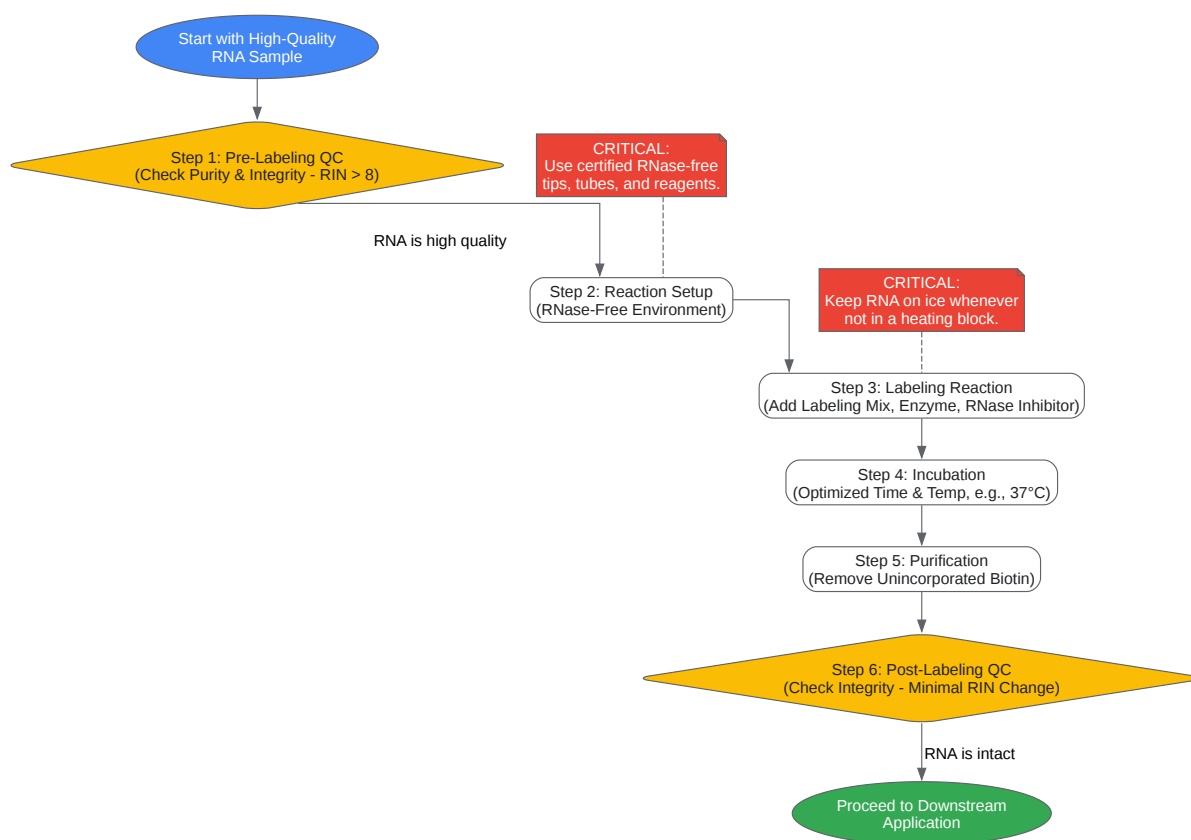 Start with High-Quality
RNA Sample
Step 1: Pre-Labeling QC
(Check Purity & Integrity - RIN > 8)
CRITICAL:
Use certified RNase-free
tips, tubes, and reagents.
RNA is high quality
Step 2: Reaction Setup
(RNase-Free Environment)
CRITICAL:
Keep RNA on ice whenever
not in a heating block.
Step 3: Labeling Reaction
(Add Labeling Mix, Enzyme, RNase Inhibitor)
Step 4: Incubation
(Optimized Time & Temp, e.g., 37°C)
Step 5: Purification
(Remove Unincorporated Biotin)
Step 6: Post-Labeling QC
(Check Integrity - Minimal RIN Change)
RNA is intact
Proceed to Downstream
Application